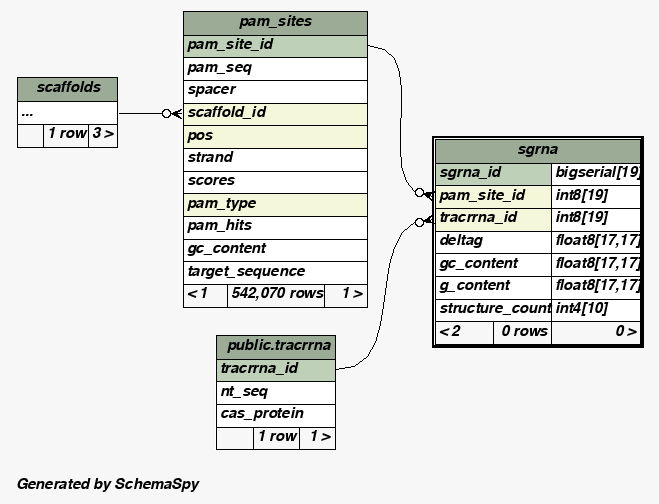 pam_sites
pam_site_id
pam_seq
spacer
scaffold_id
pos
strand
scores
pam_type
pam_hits
gc_content
target_sequence
< 1 542,070 rows 1 >
scaffolds
...
1 row 3 >
sgrna
sgrna_id bigserial[19]
pam_site_id int8[19]
tracrrna_id int8[19]
deltag float8[17,17]
gc_content float8[17,17]
g_content float8[17,17]
structure_count int4[10]
< 2 0 rows 0 >
public.tracrrna
tracrrna_id
nt_seq
cas_protein
1 row 1 >
Generated by SchemaSpy